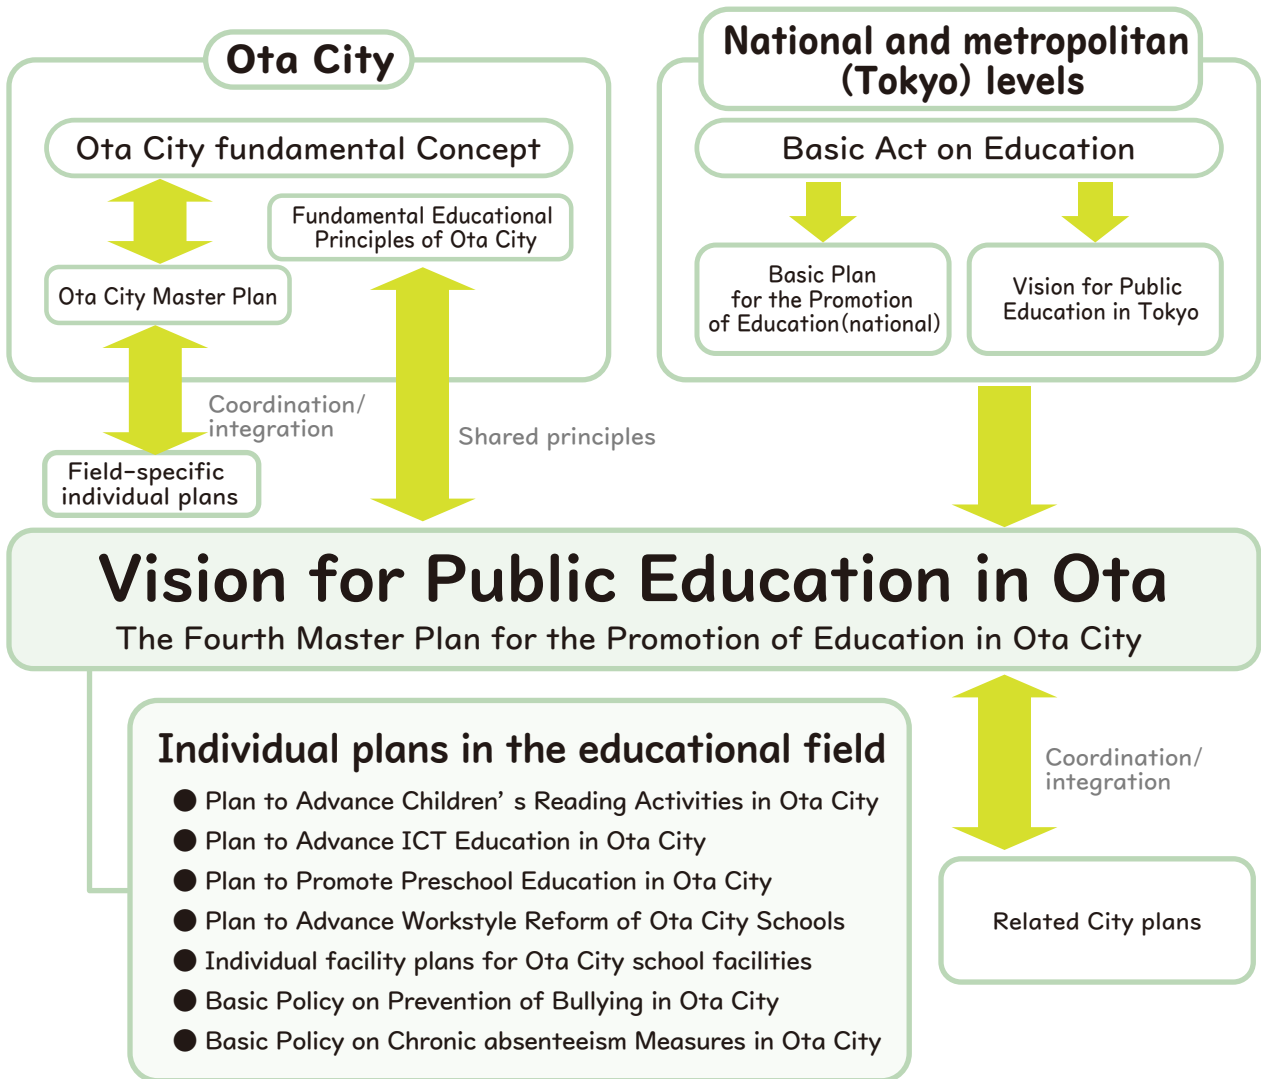 Ota City
Ota City fundamental Concept
Fundamental Educational
Principles of Ota City
Ota City Master Plan
Coordination/
integration
Shared principles
Field-specific
individual plans
National and metropolitan
(Tokyo) levels
Basic Act on Education
Basic Plan
for the Promotion
of Education(national)
Vision for Public
Education in Tokyo
Vision for Public Education in Ota
The Fourth Master Plan for the Promotion of Education in Ota City
Individual plans in the educational field
● Plan to Advance Children’ s Reading Activities in Ota City
● Plan to Advance ICT Education in Ota City
● Plan to Promote Preschool Education in Ota City
● Plan to Advance Workstyle Reform of Ota City Schools
● Individual facility plans for Ota City school facilities
● Basic Policy on Prevention of Bullying in Ota City
● Basic Policy on Chronic absenteeism Measures in Ota City
Coordination/
integration
Related City plans